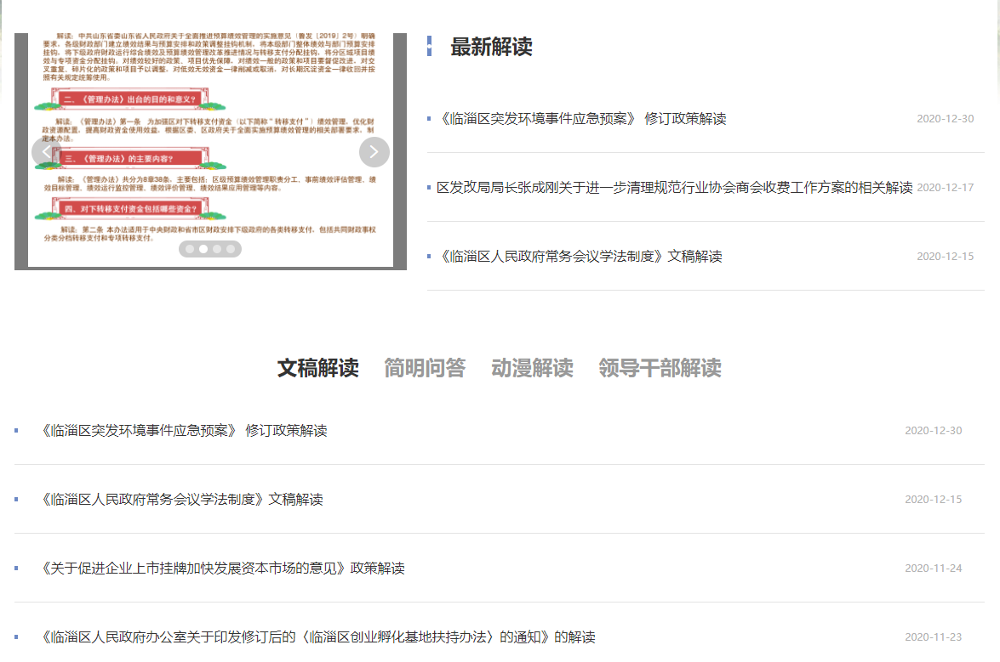 解读：中共山东省委山东省人民政府关于全面推进预算绩效管理的实施意见（鲁发〔2019〕2号）明确
要求，各级财政部门建立绩效结果与预算安排和政策调整挂钩机制，将本级部门整体绩效与部门预算安排
挂钩，将下级政府财政运行综合绩效及预算绩效管理改革推进情况与转移支付分配挂钩，将分区域项目绩
效与专项资金分配挂钩。对绩效较好的政策、项目优先保障，对绩效一般的政策和项目要督促改进，对交
叉重复、碎片化的政策和项目予以调整，对低效无效资金一律削减或取消，对长期沉淀资金一律收回并按
照有关规定统筹使用。
二、《管理办法》出台的目的和意义？
解读：《管理办法》第一条 为加强区对下转移支付资金（以下简称“转移支付”）绩效管理，优化财
政资源配置，提高财政资金使用效益，根据区委、区政府关于全面实施预算绩效管理的相关部署要求，制
定本办法。
三、《管理办法》的主要内容？
解读：《管理办法》共分为8章38条，主要包括：区级预算绩效管理职责分工、事前绩效评估管理、绩
效目标管理、绩效运行监控管理、绩效评价管理、绩效结果应用管理等内容。
四、对下转移支付资金包括哪些资金？
解读：第二条 本办法适用于中央财政和省市区财政安排下级政府的各类转移支付，包括共同财政事权
分类分档转移支付和专项转移支付。
最新解读
《临淄区突发环境事件应急预案》 修订政策解读 2020-12-30
区发改局局长张成刚关于进一步清理规范行业协会商会收费工作方案的相关解读 2020-12-17
《临淄区人民政府常务会议学法制度》文稿解读 2020-12-15
文稿解读 简明问答 动漫解读 领导干部解读
《临淄区突发环境事件应急预案》 修订政策解读 2020-12-30
《临淄区人民政府常务会议学法制度》文稿解读 2020-12-15
《关于促进企业上市挂牌加快发展资本市场的意见》政策解读 2020-11-24
《临淄区人民政府办公室关于印发修订后的〈临淄区创业孵化基地扶持办法〉的通知》的解读 2020-11-23